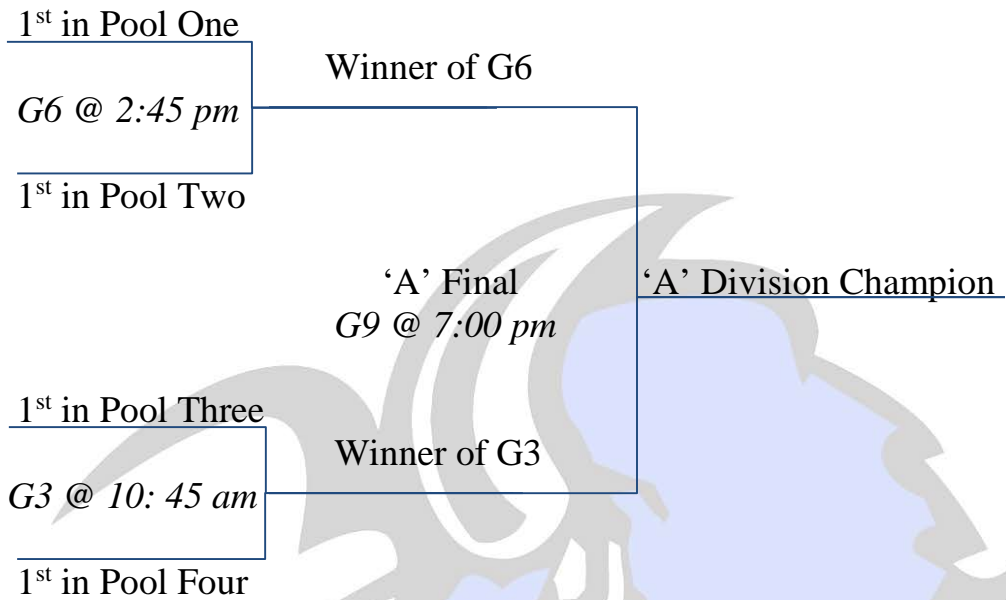 1st in Pool One
Winner of G6
G6 @ 2:45 pm
1st in Pool Two
‘A’ Final
‘A’ Division Champion
G9 @ 7:00 pm
1st in Pool Three
Winner of G3
G3 @ 10: 45 am
1st in Pool Four